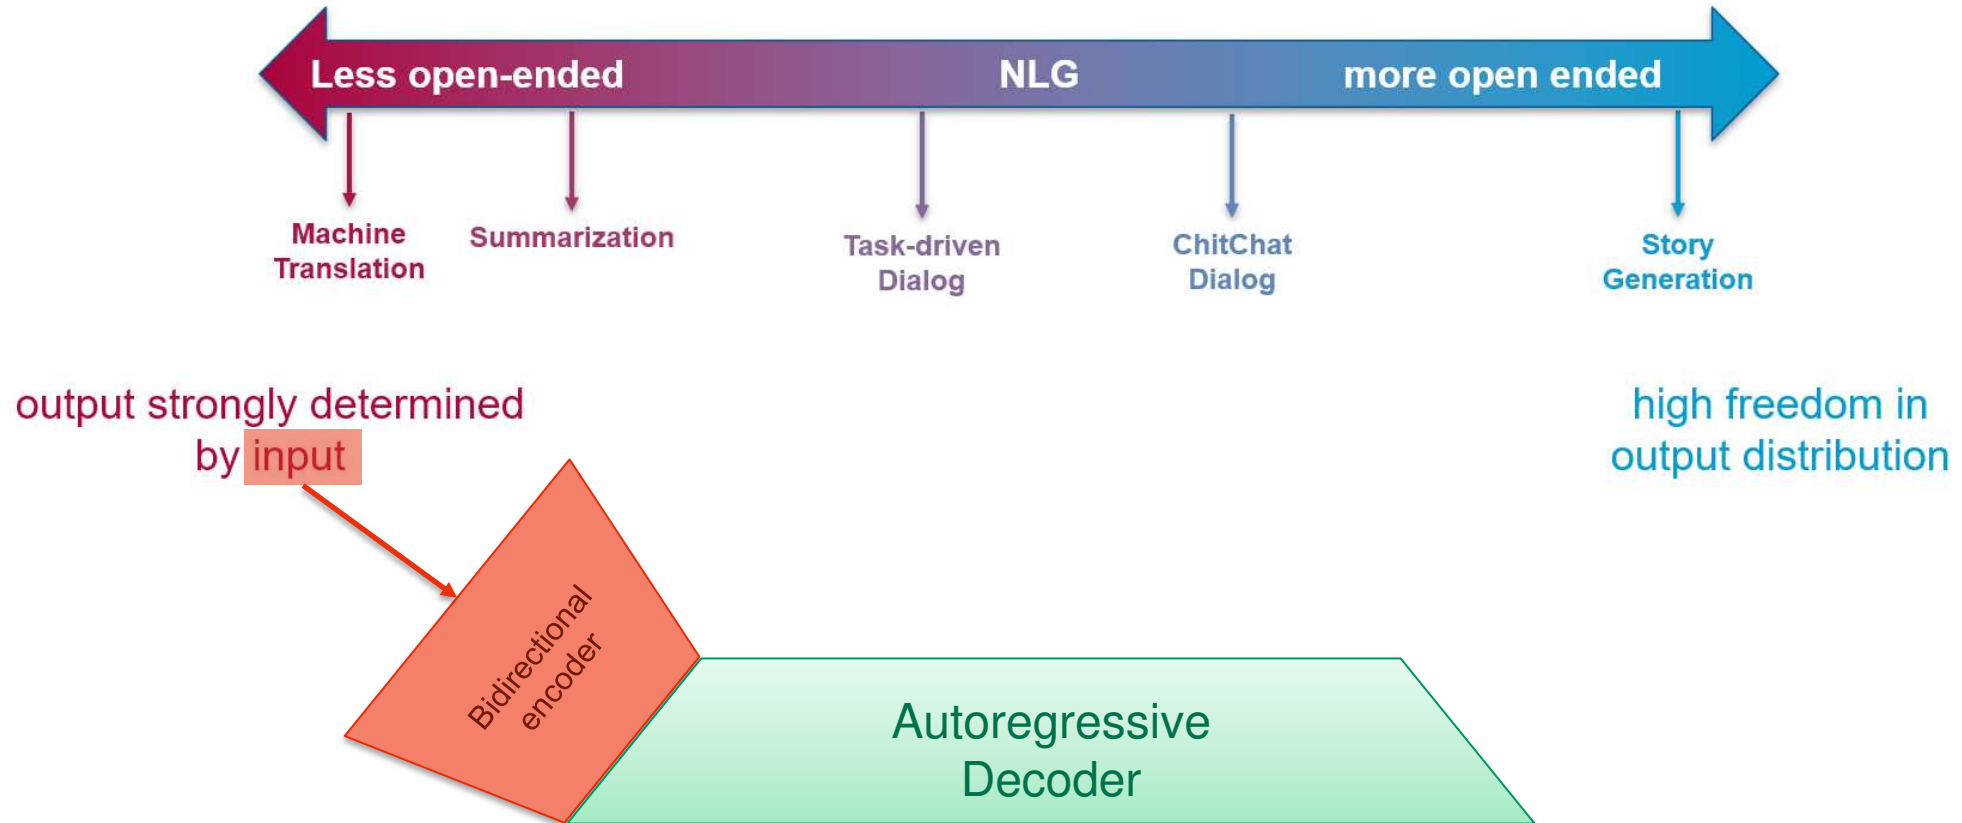 Less open-ended NLG more open ended
Machine
Translation
Summarization
Task-driven
Dialog
ChitChat
Dialog
Story
Generation
output strongly determined
by input
high freedom in
output distribution
Bidirectional
encoder
Autoregressive
Decoder